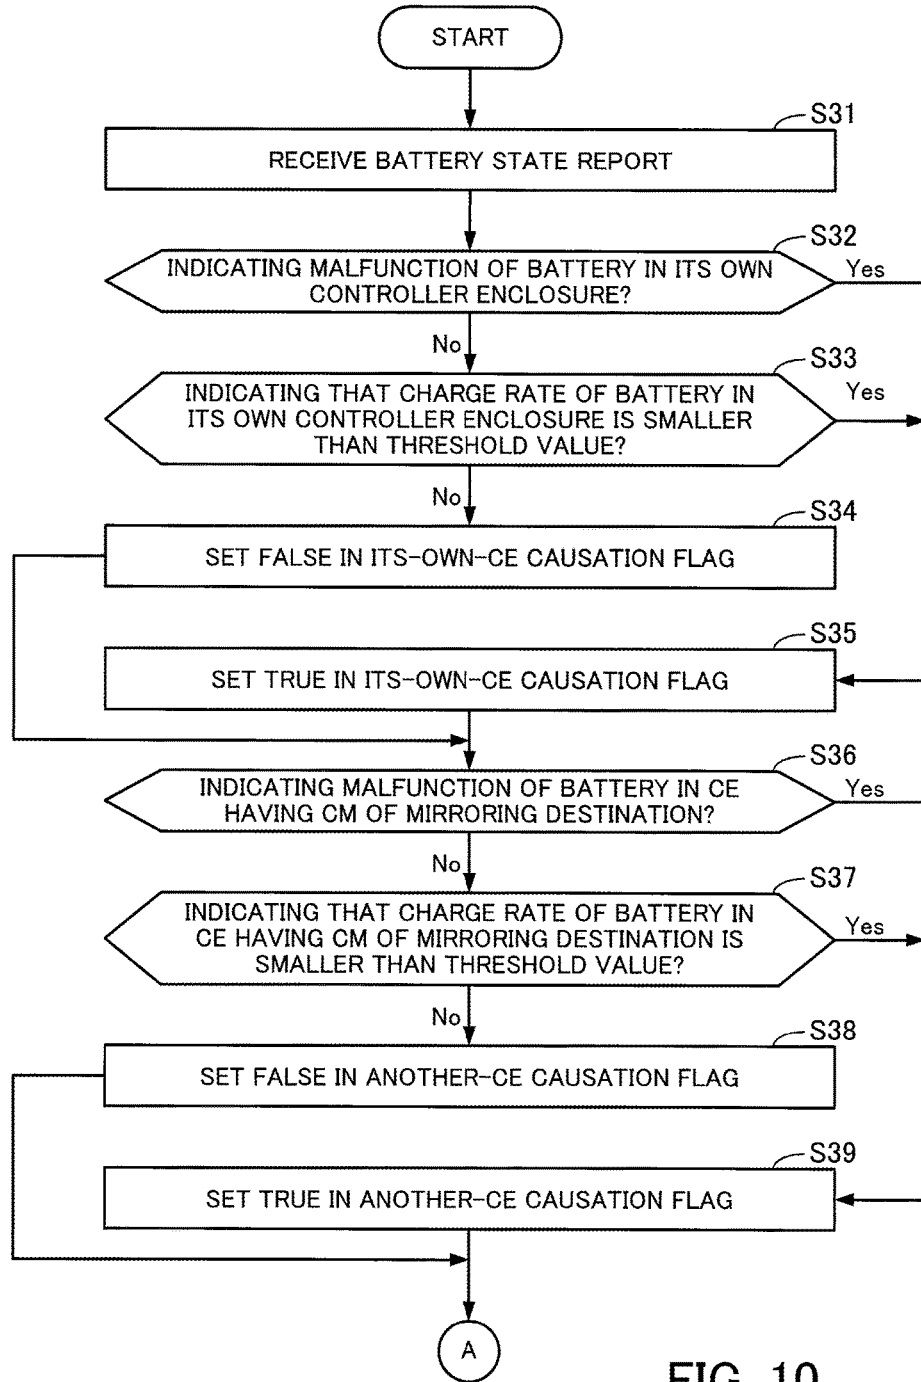 START
S31
RECEIVE BATTERY STATE REPORT
S32
INDICATING MALFUNCTION OF BATTERY IN ITS OWN
CONTROLLER ENCLOSURE?
Yes
No
S33
INDICATING THAT CHARGE RATE OF BATTERY IN
ITS OWN CONTROLLER ENCLOSURE IS SMALLER
THAN THRESHOLD VALUE?
Yes
No
S34
SET FALSE IN ITS-OWN-CE CAUSATION FLAG
S35
SET TRUE IN ITS-OWN-CE CAUSATION FLAG
S36
INDICATING MALFUNCTION OF BATTERY IN CE
HAVING CM OF MIRRORING DESTINATION?
Yes
No
S37
INDICATING THAT CHARGE RATE OF BATTERY IN
CE HAVING CM OF MIRRORING DESTINATION IS
SMALLER THAN THRESHOLD VALUE?
Yes
No
S38
SET FALSE IN ANOTHER-CE CAUSATION FLAG
S39
SET TRUE IN ANOTHER-CE CAUSATION FLAG
A
FIG. 10